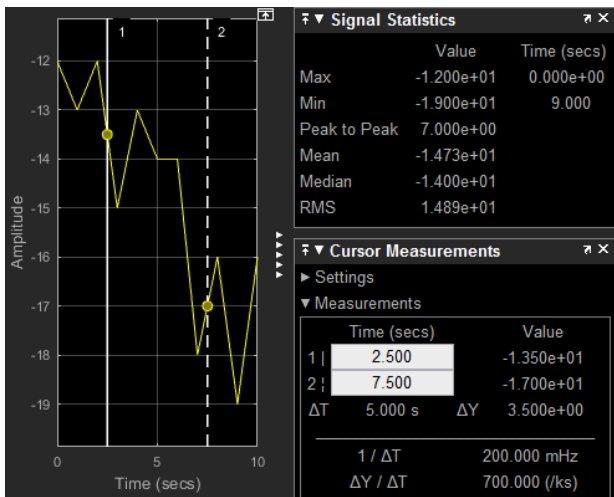 1
2
-12
-13
-14
-15
-16
-17
-18
-19
Amplitude
0
5
10
Time (secs)
Signal Statistics
Value Time (secs)
Max -1.200e+01 0.000e+00
Min -1.900e+01 9.000
Peak to Peak 7.000e+00
Mean -1.473e+01
Median -1.400e+01
RMS 1.489e+01
Cursor Measurements
Settings
Measurements
Time (secs) Value
1 | 2.500 -1.350e+01
2 ¦ 7.500 -1.700e+01
ΔT 5.000 s ΔY 3.500e+00
1 / ΔT 200.000 mHz
ΔY / ΔT 700.000 (/ks)